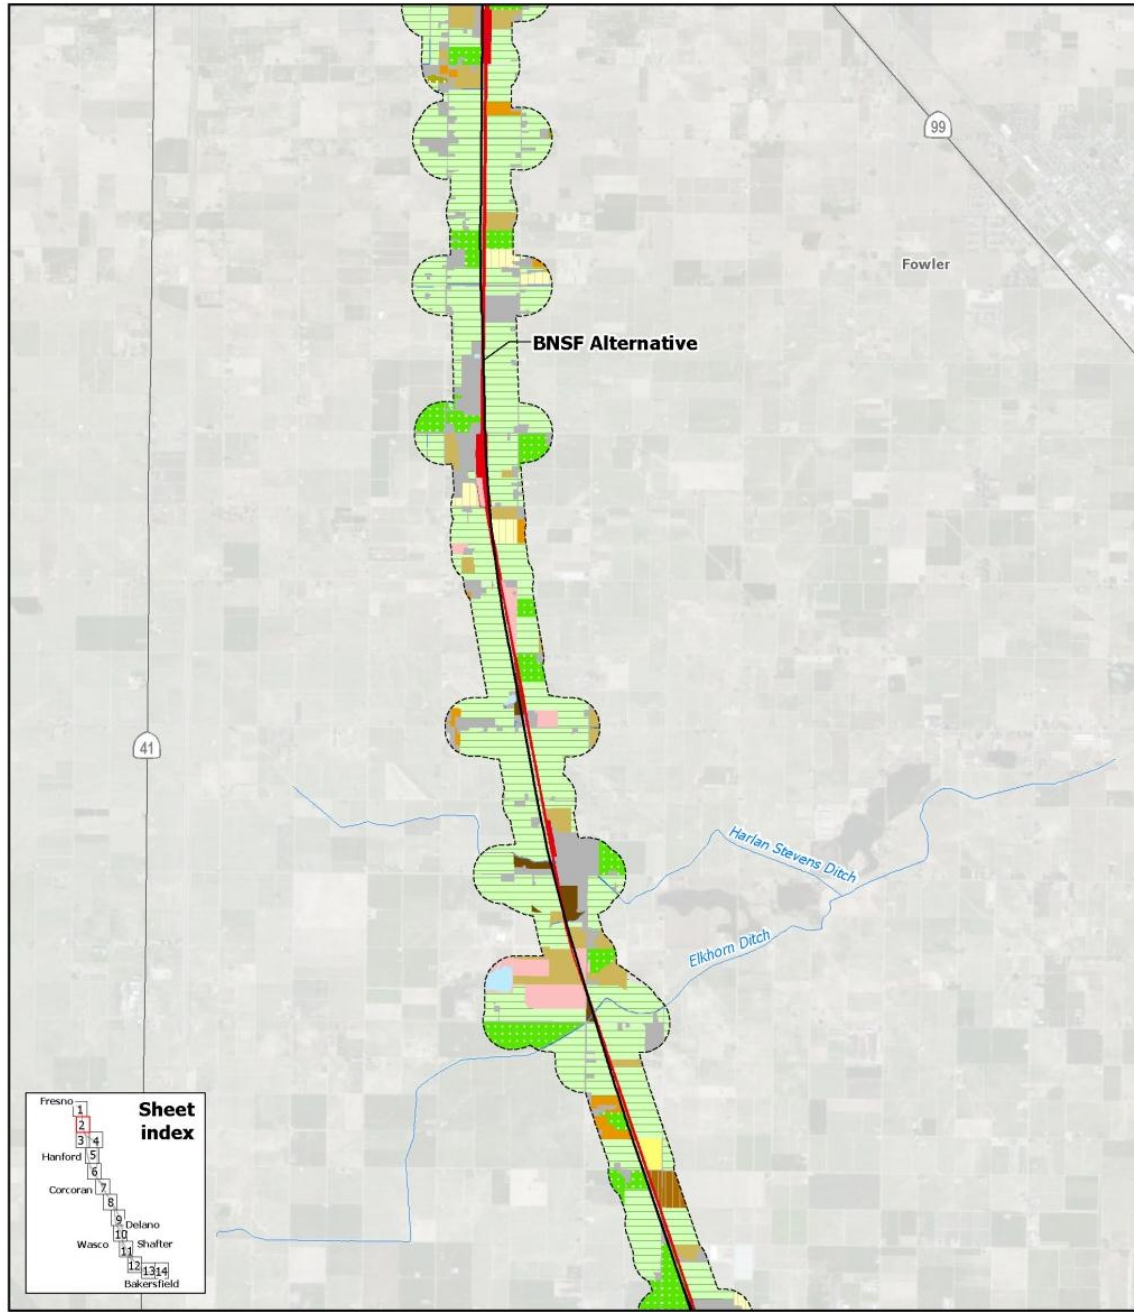 99
Fowler
BNSF Alternative
41
Harlan Stevens Ditch
Elkhorn Ditch
Sheet
index
Fresno
1
2
3 4
Hanford 5
6
Corcoran 7
8
9
Delano
10
Wasco 11 Shafter
12 13 14
Bakersfield